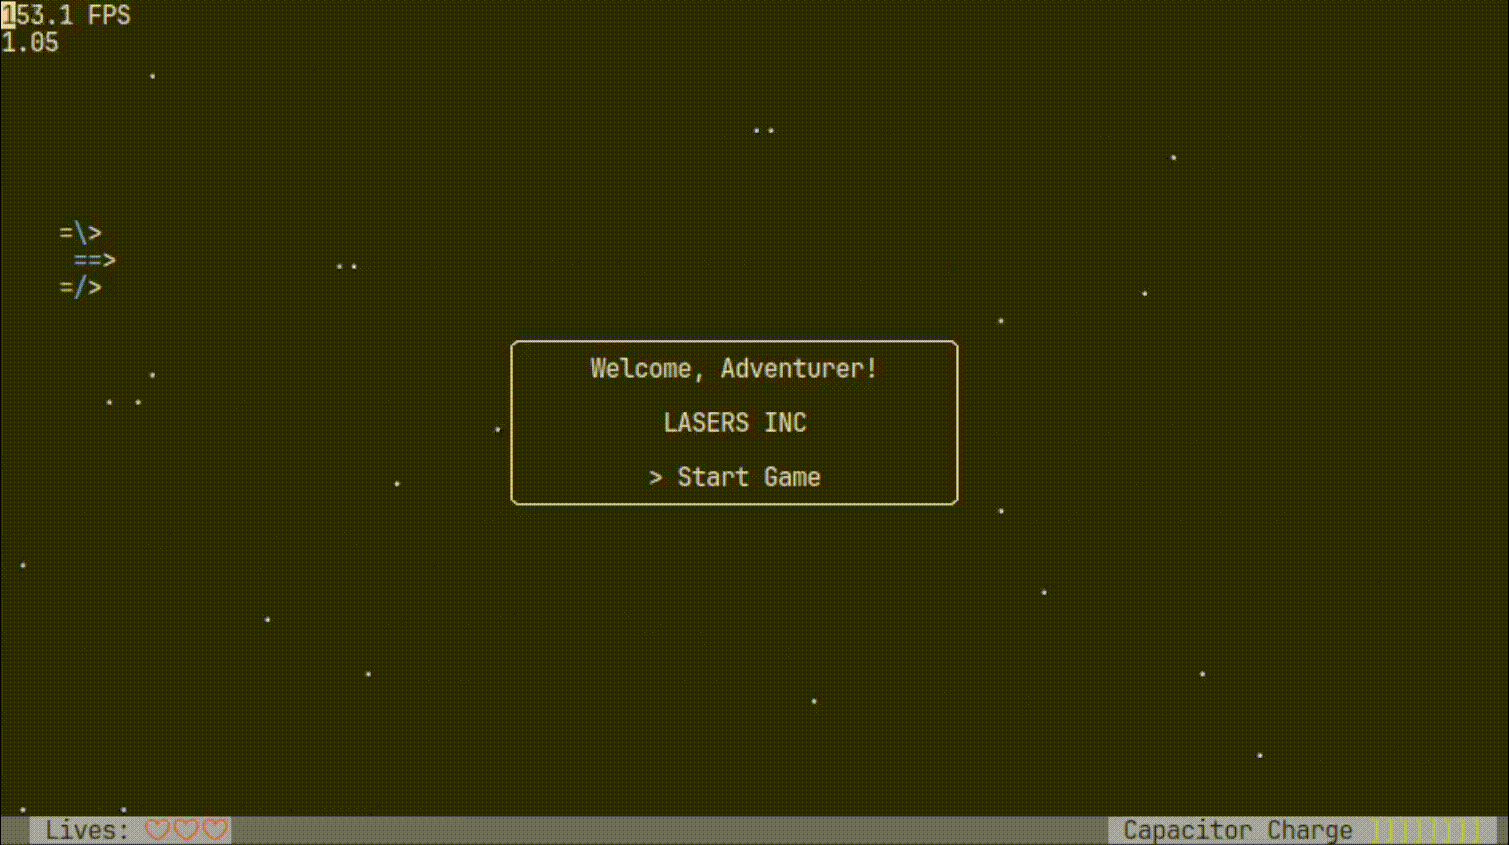 153.1 FPS
1.05
=\>
==>
=/>
Welcome, Adventurer!
LASERS INC
> Start Game
Lives: ♡♡♡
Capacitor Charge ||||||||